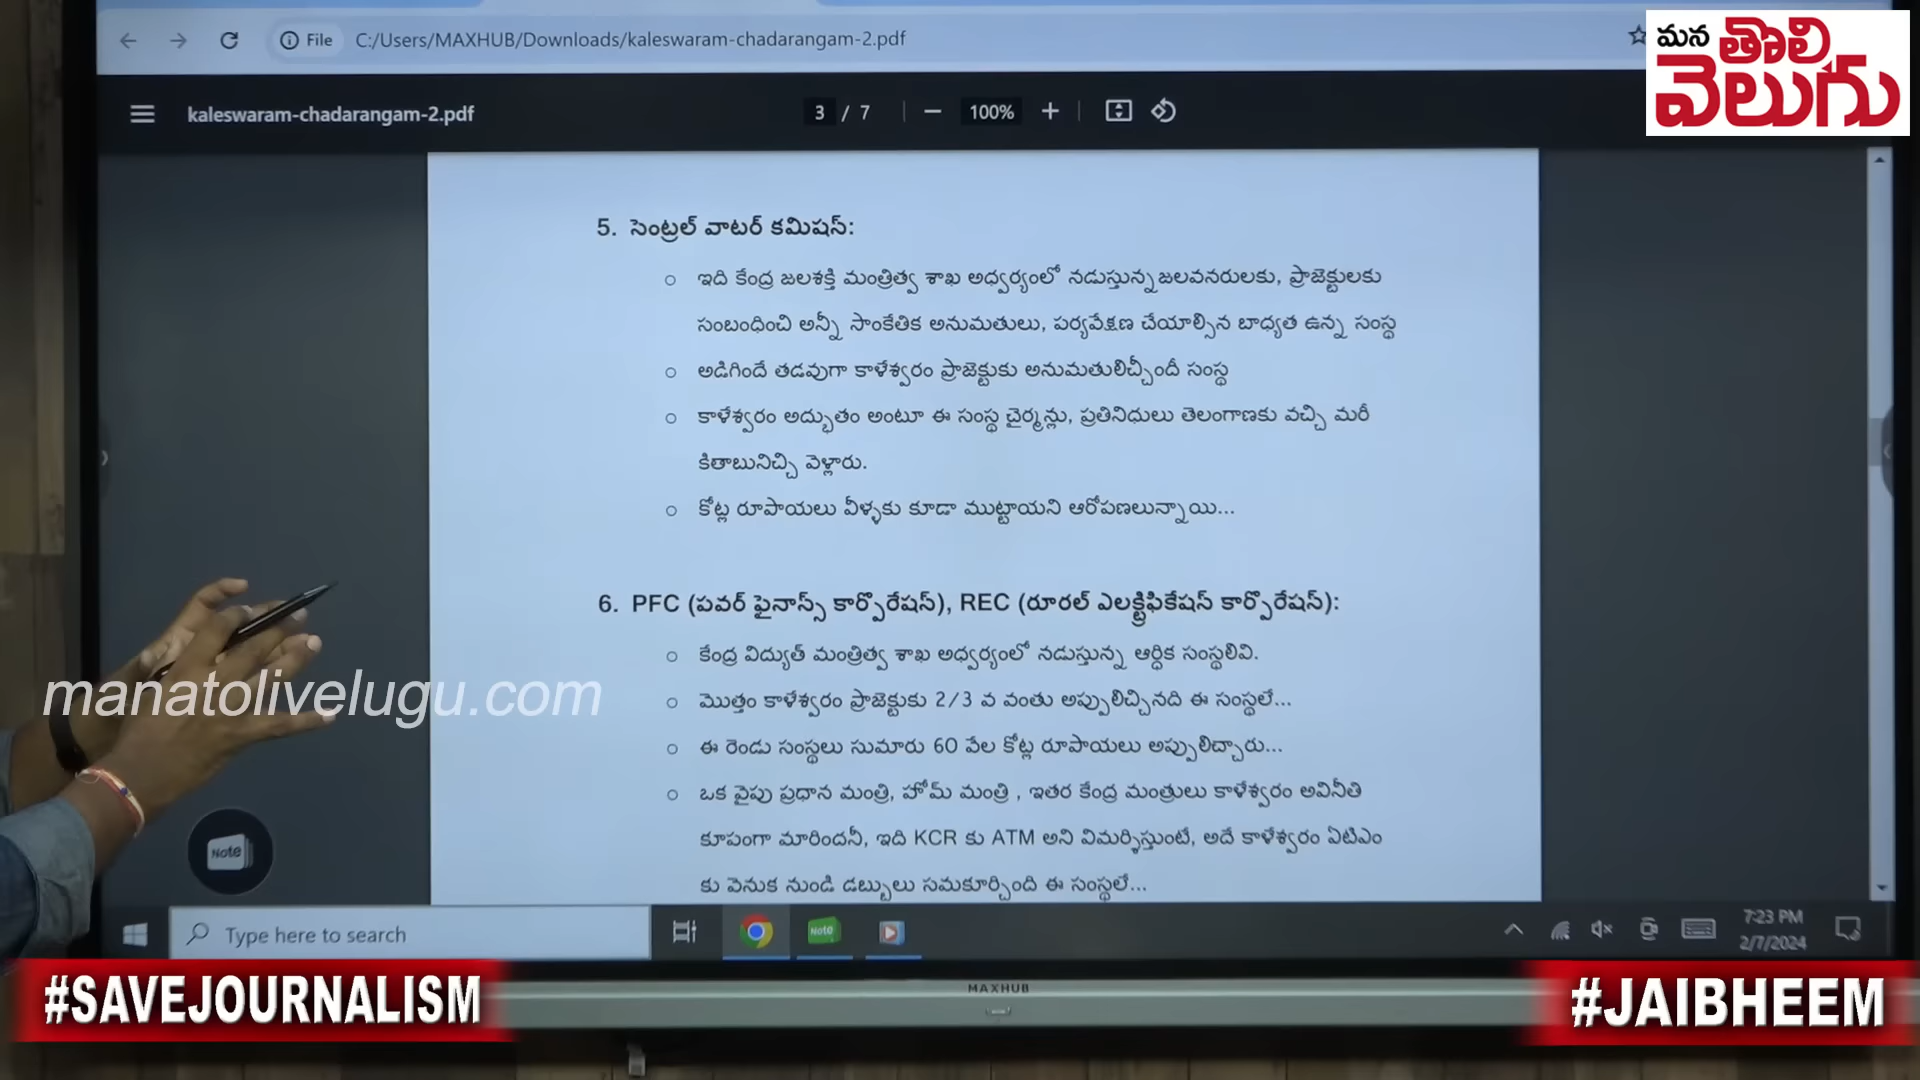 File C:/Users/MAXHUB/Downloads/kaleswaram-chadarangam-2.pdf
మన తొలి వెలుగు
kaleswaram-chadarangam-2.pdf
3 / 7
100%
5. సెంట్రల్ వాటర్ కమిషన్:
ఇది కేంద్ర జలశక్తి మంత్రిత్వ శాఖ అధ్వర్యంలో నడుస్తున్న జలవనరులకు, ప్రాజెక్టులకు
సంబంధించి అన్నీ సాంకేతిక అనుమతులు, పర్యవేక్షణ చేయాల్సిన బాధ్యత ఉన్న సంస్థ
అడిగిందే తడవుగా కాళేశ్వరం ప్రాజెక్టుకు అనుమతులిచ్చీందీ సంస్థ
కాళేశ్వరం అద్భుతం అంటూ ఈ సంస్థ చైర్మన్లు, ప్రతినిధులు తెలంగాణకు వచ్చి మరీ
కితాబునిచ్చి వెళ్లారు.
కోట్ల రూపాయలు వీళ్ళకు కూడా ముట్టాయని ఆరోపణలున్నాయి...
6. PFC (పవర్ ఫైనాన్స్ కార్పొరేషన్), REC (రూరల్ ఎలక్ట్రిఫికేషన్ కార్పొరేషన్):
కేంద్ర విద్యుత్ మంత్రిత్వ శాఖ అధ్వర్యంలో నడుస్తున్న ఆర్ధిక సంస్థలివి.
మొత్తం కాళేశ్వరం ప్రాజెక్టుకు 2/3 వ వంతు అప్పులిచ్చినది ఈ సంస్థలే...
ఈ రెండు సంస్థలు సుమారు 60 వేల కోట్ల రూపాయలు అప్పులిచ్చారు...
ఒక వైపు ప్రధాన మంత్రి, హోమ్ మంత్రి , ఇతర కేంద్ర మంత్రులు కాళేశ్వరం అవినీతి
కూపంగా మారిందనీ, ఇది KCR కు ATM అని విమర్శిస్తుంటే, అదే కాళేశ్వరం ఏటిఎం
కు వెనుక నుండి డబ్బులు సమకూర్చింది ఈ సంస్థలే...
manatolivelugu.com
Note
Type here to search
Note
7:23 PM
2/7/2024
MAXHUB
#SAVEJOURNALISM
#JAIBHEEM